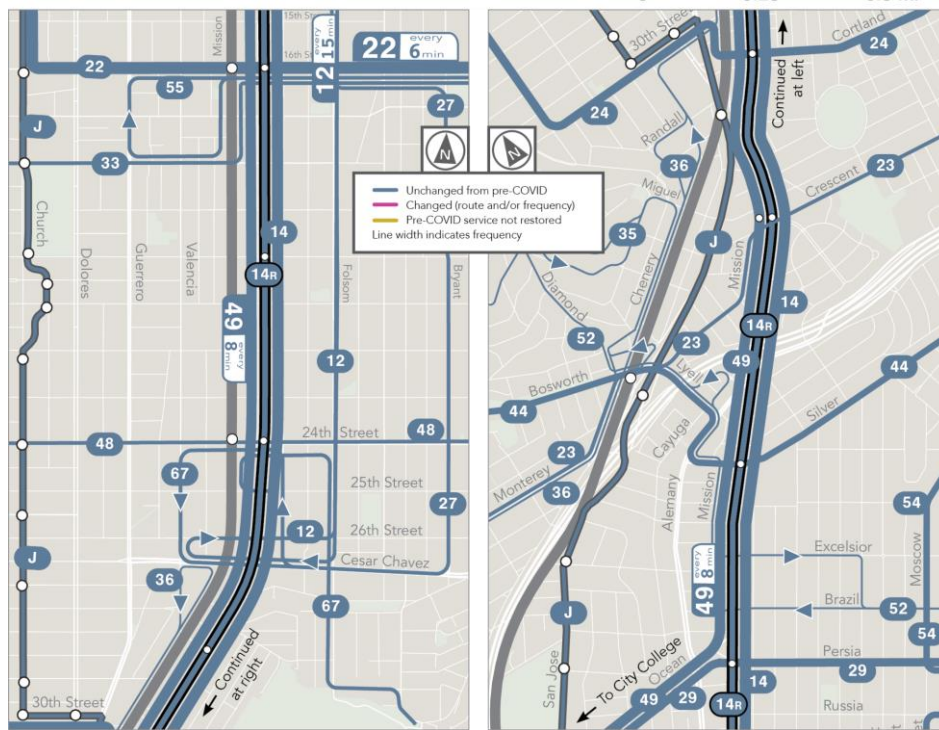 Mission
15th Street
16th St
every
15 min
12
22 every
6 min
22
55
27
J
33
Church
Dolores
Guerrero
Valencia
14
14R
Folsom
Bryant
49 every
8 min
12
24th Street
48
48
67
25th Street
27
26th Street
12
Cesar Chavez
J
36
67
Continued
at right
30th Street
N
N
Unchanged from pre-COVID
Changed (route and/or frequency)
Pre-COVID service not restored
Line width indicates frequency
30th Street
Continued
at left
Cortland
24
24
Randall
36
23
Crescent
Miguel
35
J
Mission
Chenery
Diamond
14
14R
52
23
49
Lyell
44
Bosworth
44
Silver
Cayuga
23
Monterey
36
Alemany
Mission
54
Excelsior
Moscow
every
8 min
49
Brazil
52
J
54
Persia
San Jose
Ocean
14
29
To City College
49
29
14R
Russia